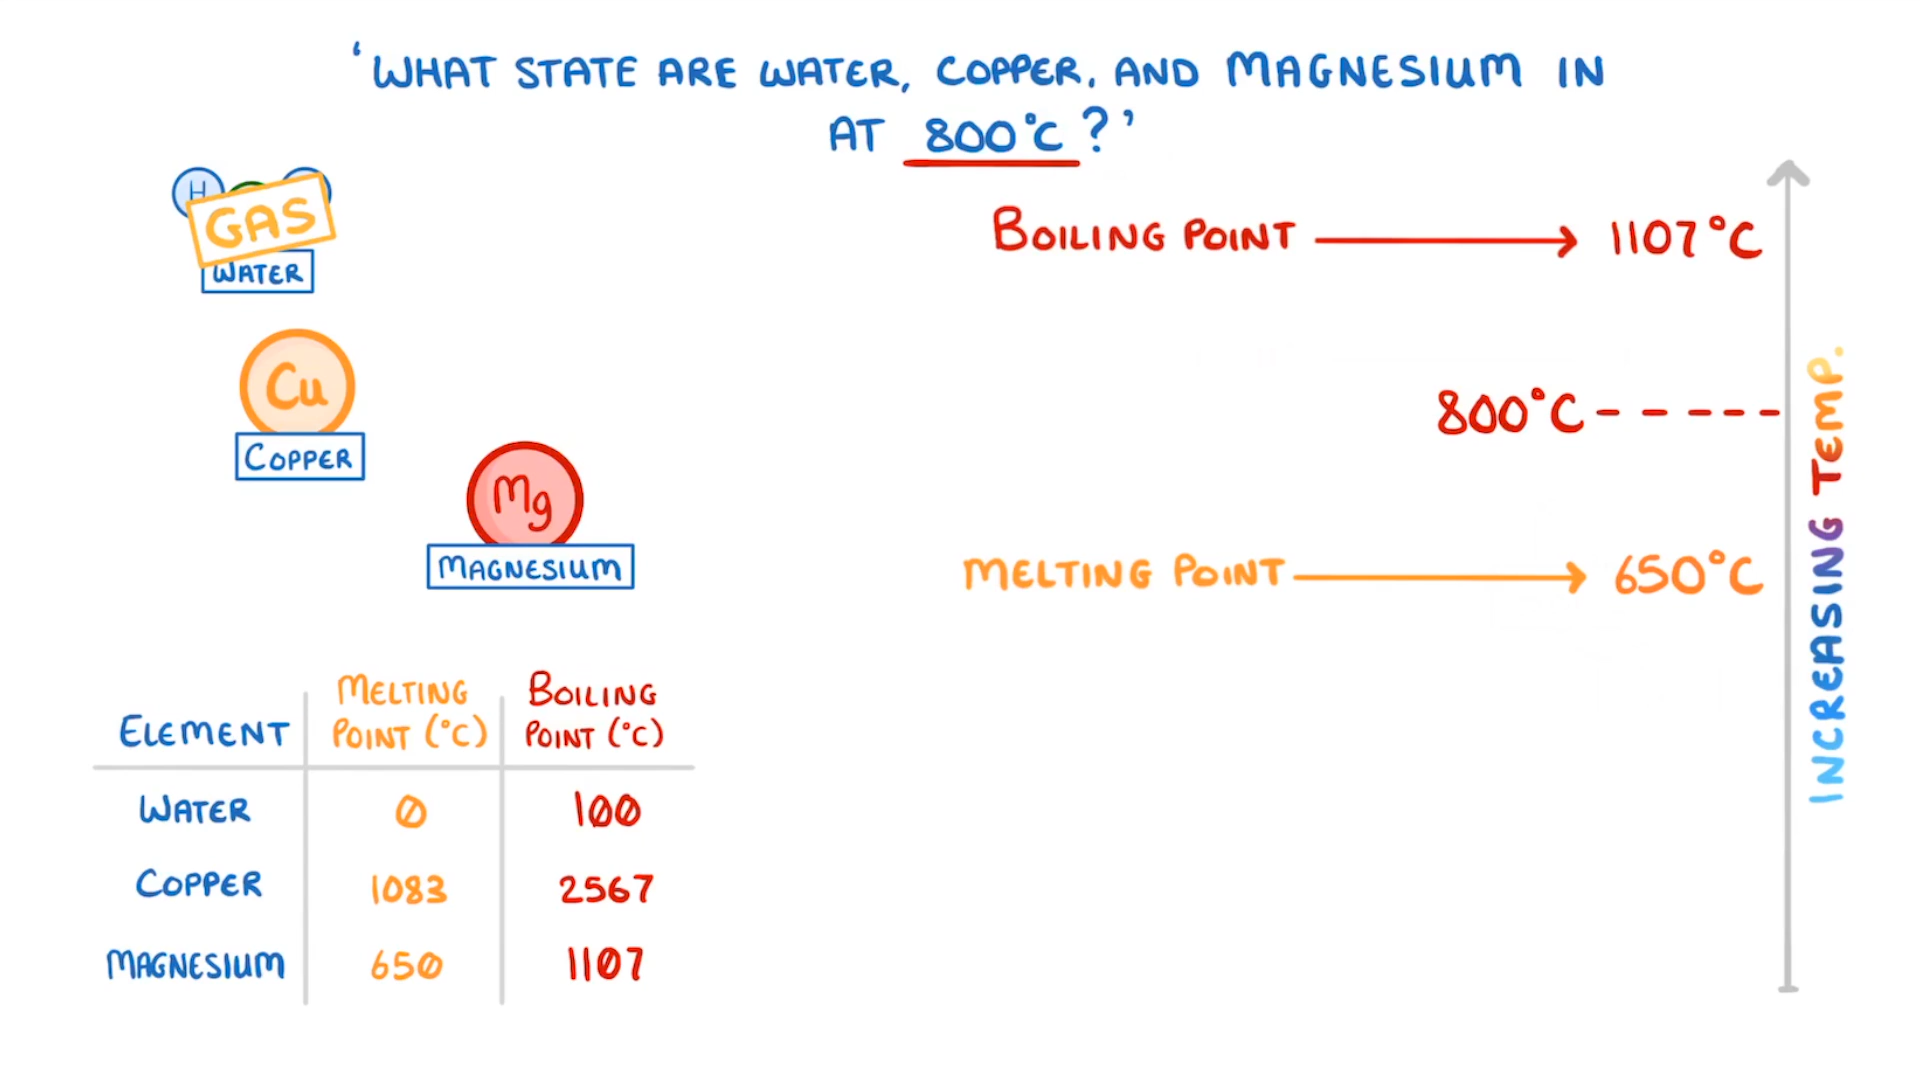 ‘WHAT STATE ARE WATER, COPPER, AND MAGNESIUM IN
AT 800°C?’
H
GAS
WATER
BOILING POINT 1107°C
Cu
COPPER
800°C
Mg
MAGNESIUM
MELTING POINT 650°C
INCREASING TEMP.
ELEMENT MELTING POINT (°C) BOILING POINT (°C)
WATER 0 100
COPPER 1083 2567
MAGNESIUM 650 1107